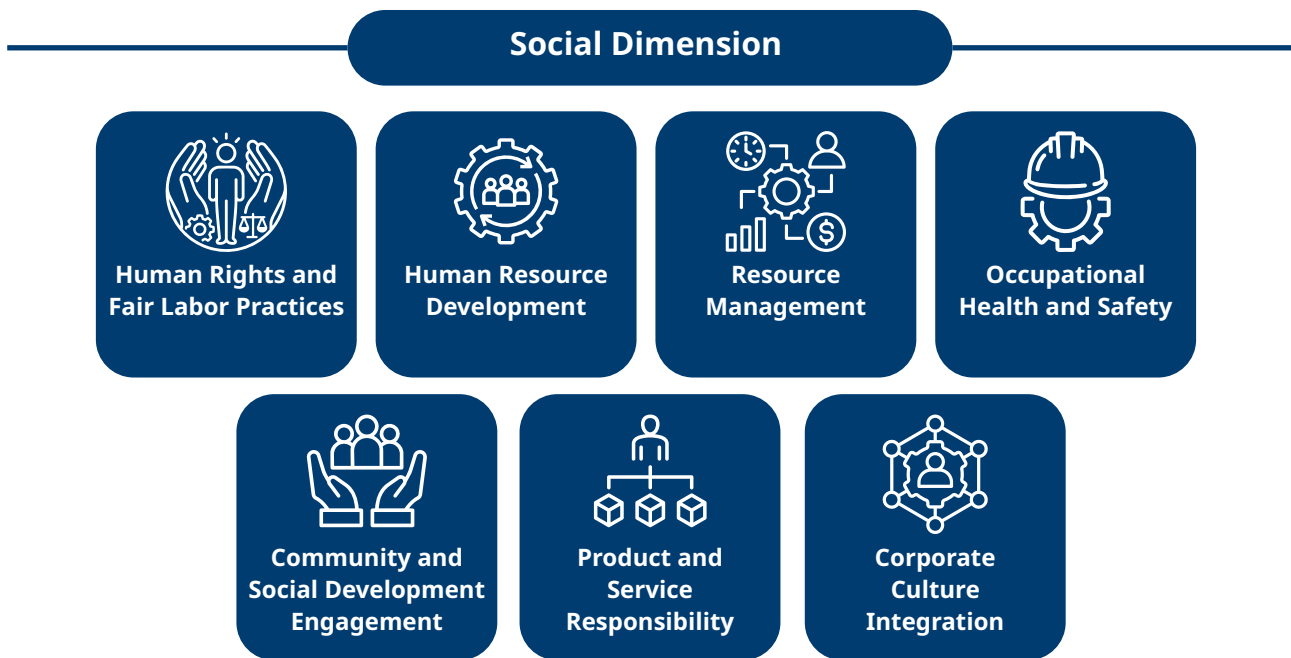 Social Dimension
Human Rights and
Fair Labor Practices
Human Resource
Development
Resource
Management
Occupational
Health and Safety
Community and
Social Development
Engagement
Product and
Service
Responsibility
Corporate
Culture
Integration